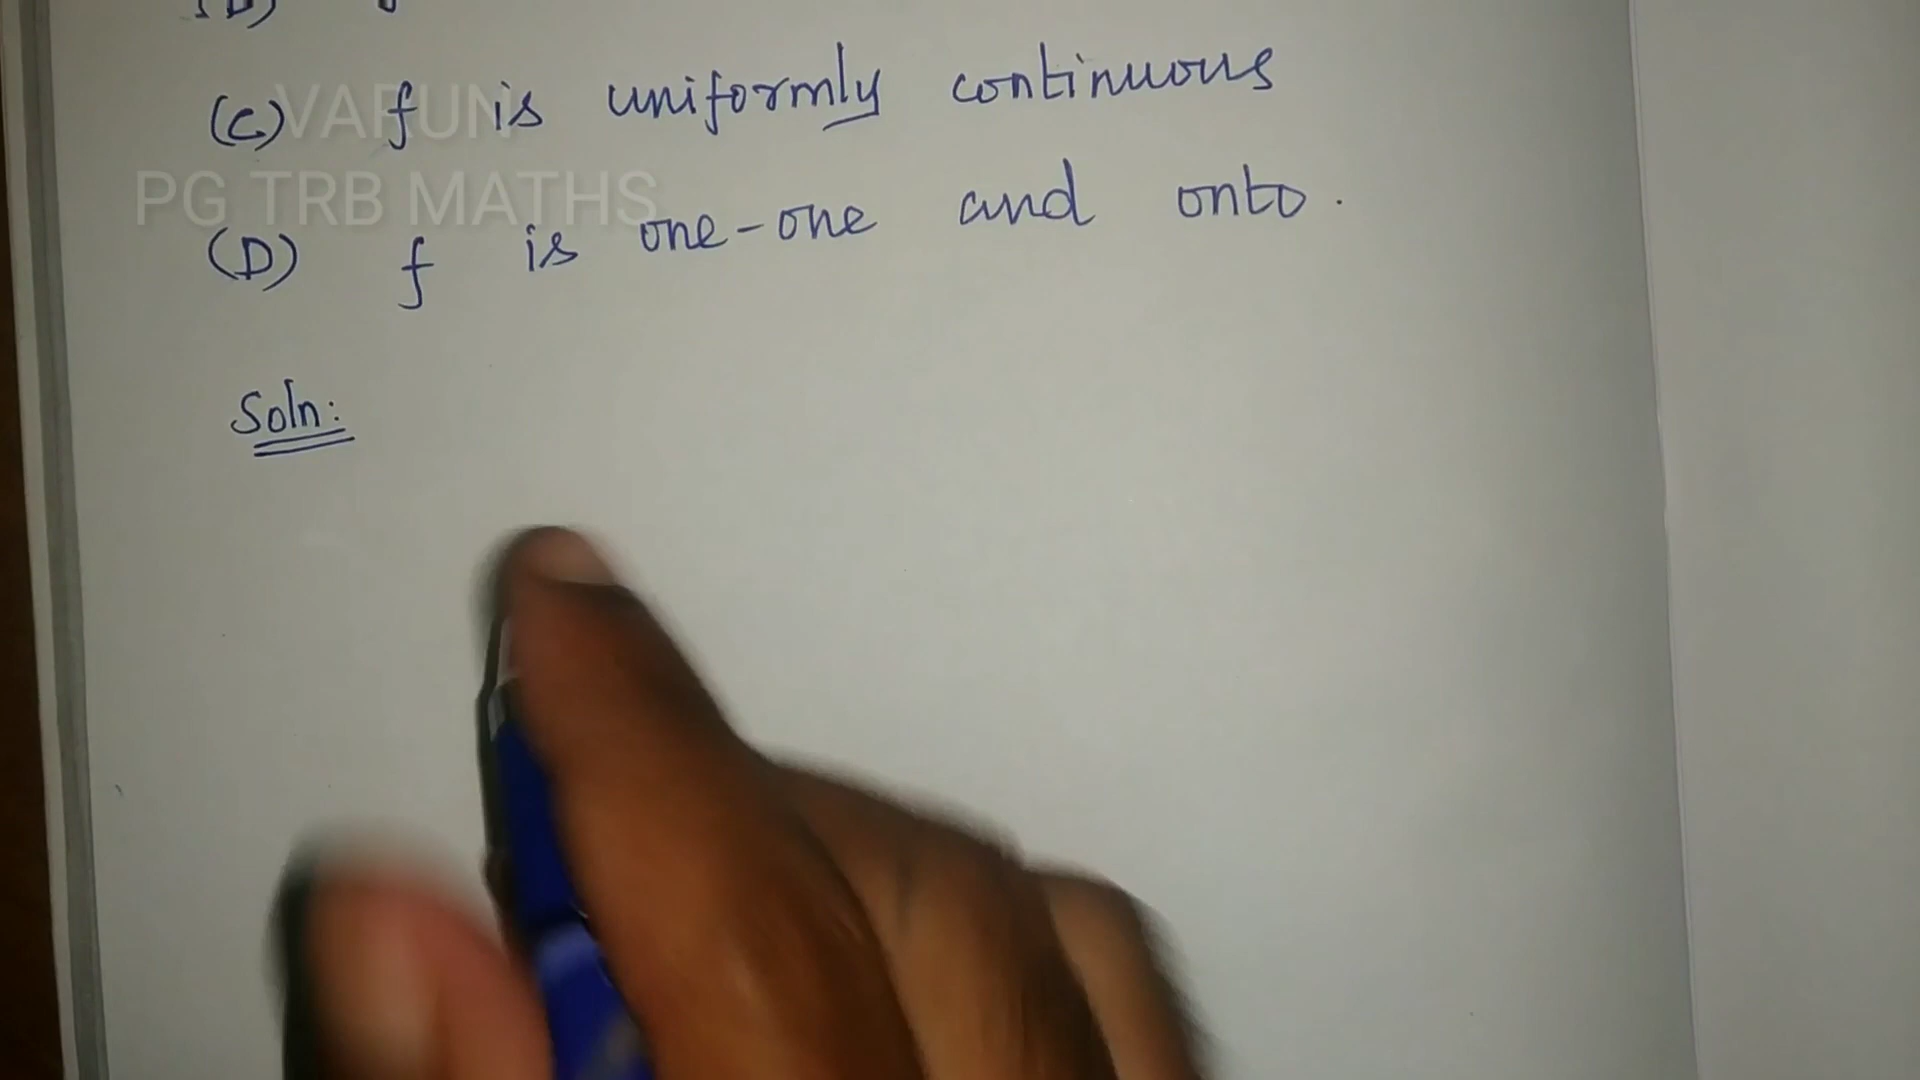 (C) f is uniformly continuous
VARUN
PG TRB MATHS
(D) f is one-one and onto.
Soln: